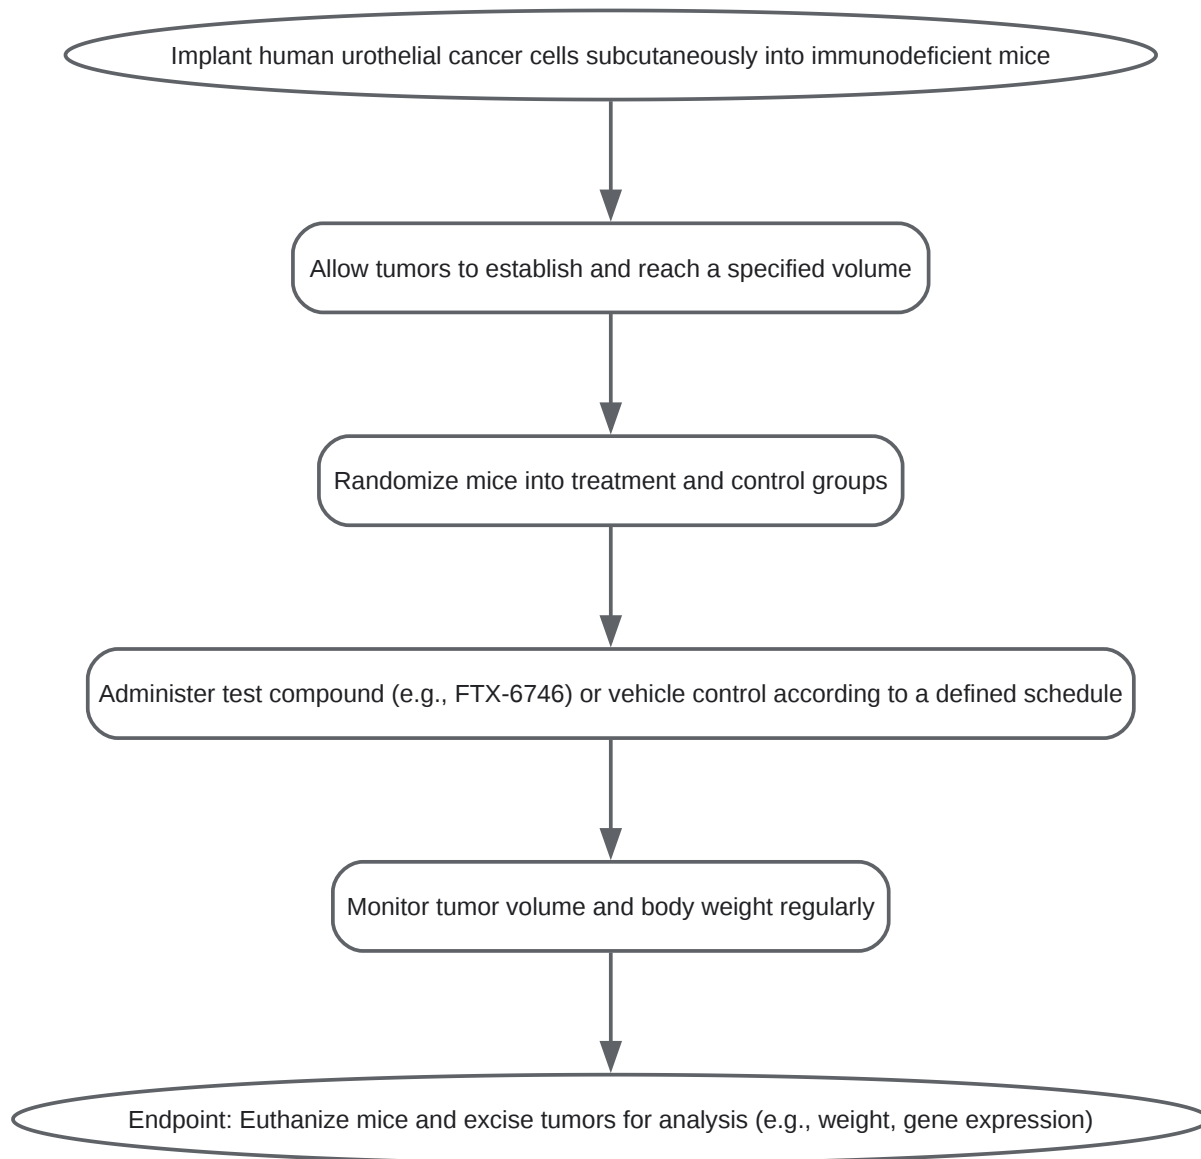 Implant human urothelial cancer cells subcutaneously into immunodeficient mice
Allow tumors to establish and reach a specified volume
Randomize mice into treatment and control groups
Administer test compound (e.g., FTX-6746) or vehicle control according to a defined schedule
Monitor tumor volume and body weight regularly
Endpoint: Euthanize mice and excise tumors for analysis (e.g., weight, gene expression)